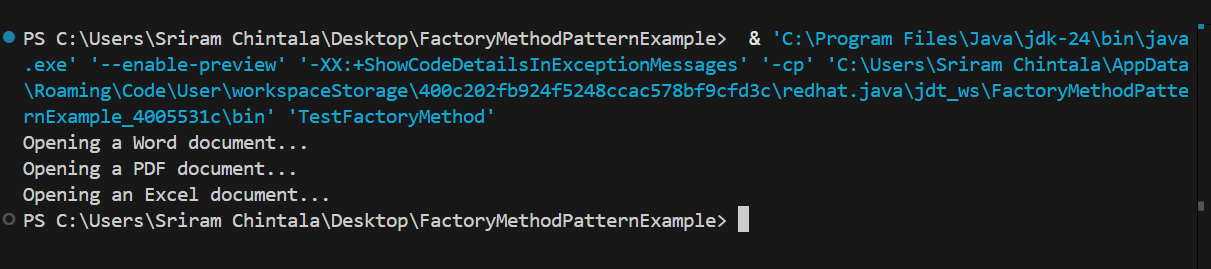 PS C:\Users\Sriram Chintala\Desktop\FactoryMethodPatternExample>  & 'C:\Program Files\Java\jdk-24\bin\java
.exe' '--enable-preview' '-XX:+ShowCodeDetailsInExceptionMessages' '-cp' 'C:\Users\Sriram Chintala\AppData
\Roaming\Code\User\workspaceStorage\400c202fb924f5248ccac578bf9cfd3c\redhat.java\jdt_ws\FactoryMethodPatte
rnExample_4005531c\bin' 'TestFactoryMethod'
Opening a Word document...
Opening a PDF document...
Opening an Excel document...
PS C:\Users\Sriram Chintala\Desktop\FactoryMethodPatternExample>